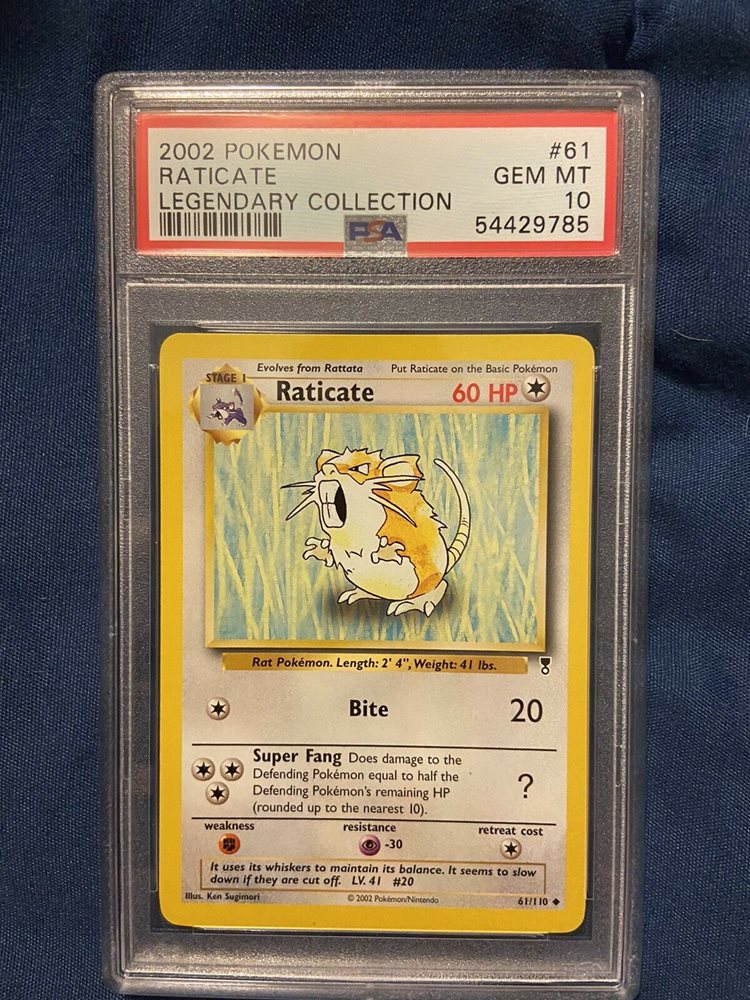 2002 POKEMON #61
RATICATE GEM MT
LEGENDARY COLLECTION 10
PSA 54429785
Evolves from Rattata Put Raticate on the Basic Pokémon
STAGE 1 Raticate 60 HP
Rat Pokémon. Length: 2' 4", Weight: 41 lbs.
Bite 20
Super Fang Does damage to the
Defending Pokémon equal to half the
Defending Pokémon's remaining HP
(rounded up to the nearest 10). ?
weakness resistance retreat cost
-30
It uses its whiskers to maintain its balance. It seems to slow
down if they are cut off. LV. 41 #20
Illus. Ken Sugimori © 2002 Pokémon/Nintendo 61/110 ◆